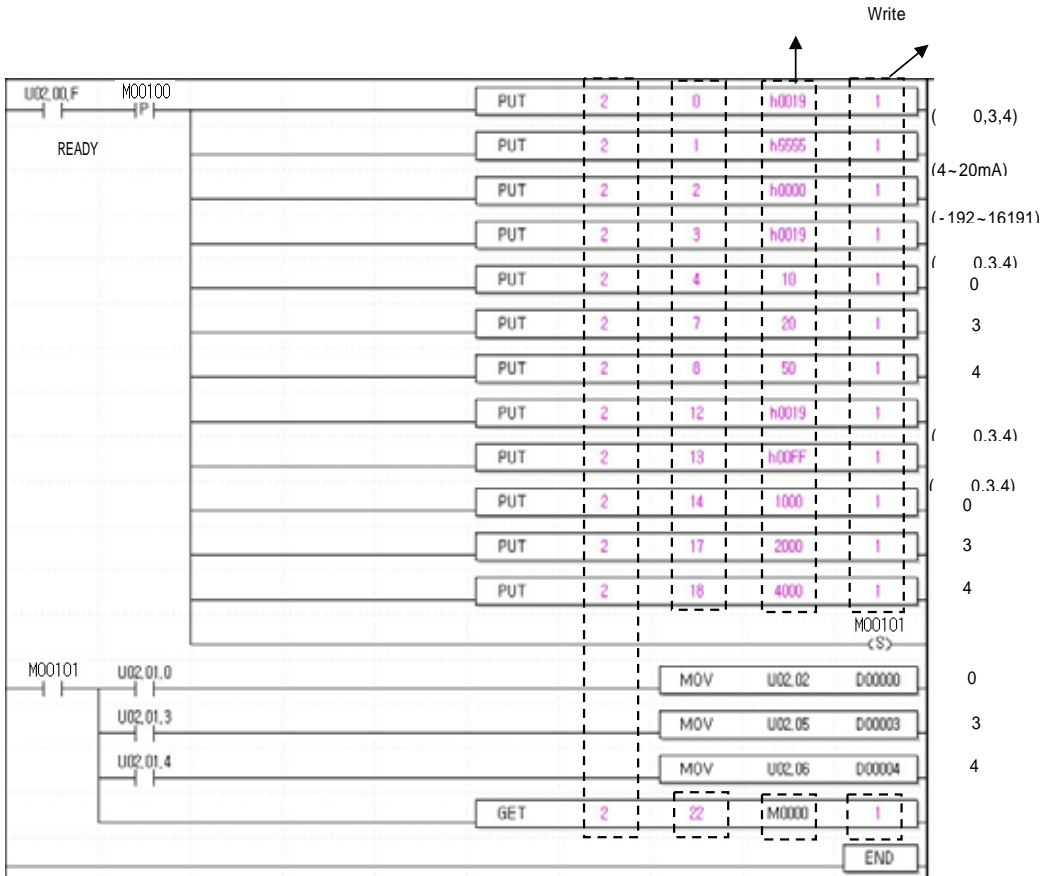 Write
U02.00.F M00100 PUT 2 0 h0019 1
P
( 0,3,4)
READY PUT 2 1 h5555 1
(4~20mA)
PUT 2 2 h0000 1
(-192~16191)
PUT 2 3 h0019 1
( 0.3.4)
PUT 2 4 10 1 0
PUT 2 7 20 1 3
PUT 2 8 50 1 4
PUT 2 12 h0019 1
( 0.3.4)
PUT 2 13 h00FF 1
( 0.3.4)
PUT 2 14 1000 1 0
PUT 2 17 2000 1 3
PUT 2 18 4000 1 4
M00101
(S)
M00101 U02.01.0 MOV U02.02 D00000 0
U02.01.3 MOV U02.05 D00003 3
U02.01.4 MOV U02.06 D00004 4
GET 2 22 M0000 1
END